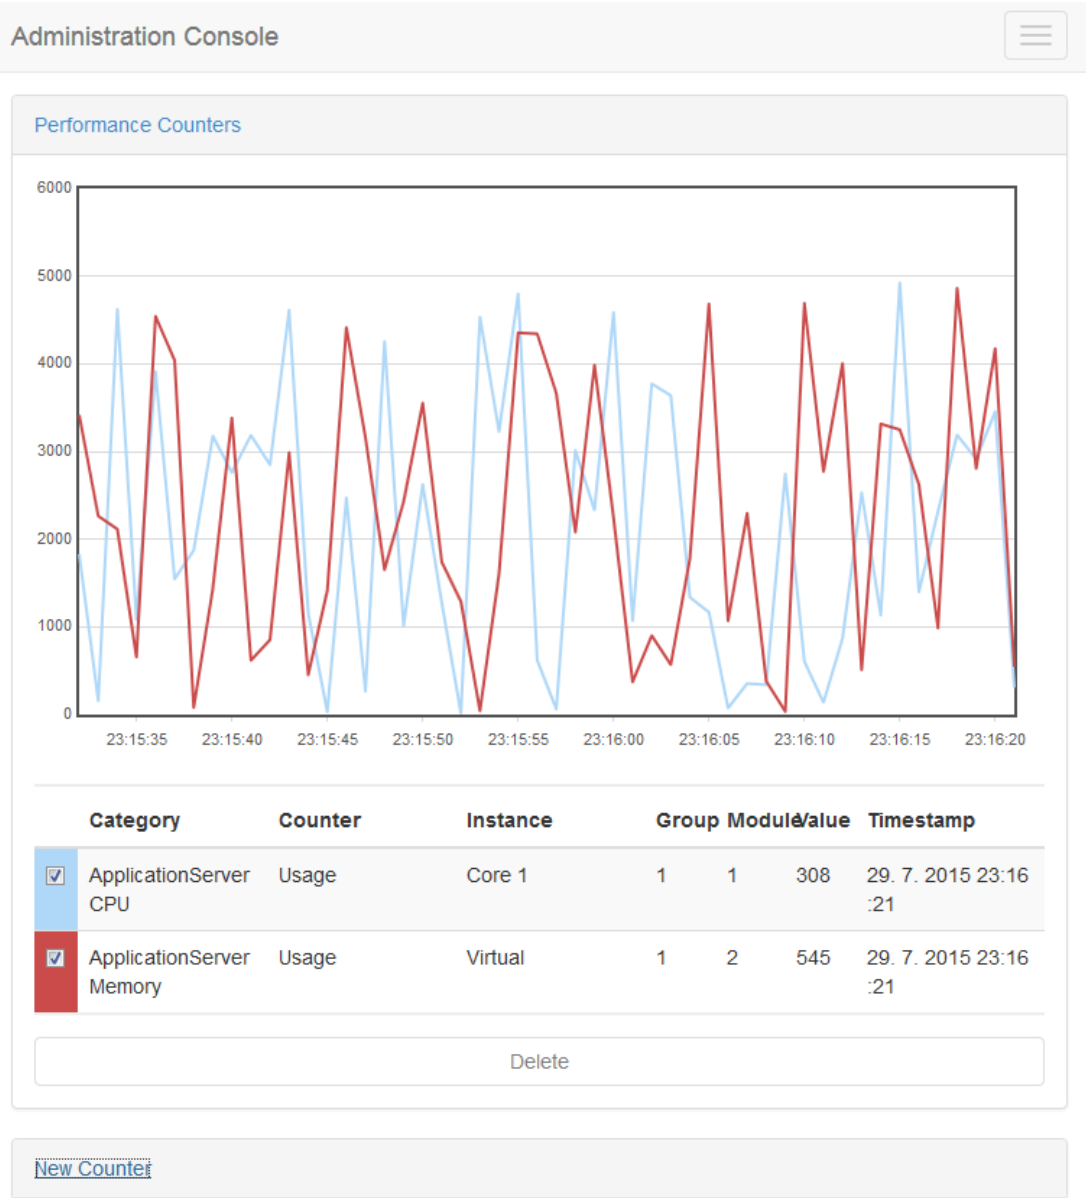 Administration Console
Performance Counters
6000
5000
4000
3000
2000
1000
0
23:15:35 23:15:40 23:15:45 23:15:50 23:15:55 23:16:00 23:16:05 23:16:10 23:16:15 23:16:20
Category Counter Instance Group Module Value Timestamp
ApplicationServer Usage Core 1 1 1 308 29. 7. 2015 23:16
CPU :21
ApplicationServer Usage Virtual 1 2 545 29. 7. 2015 23:16
Memory :21
Delete
New Counter